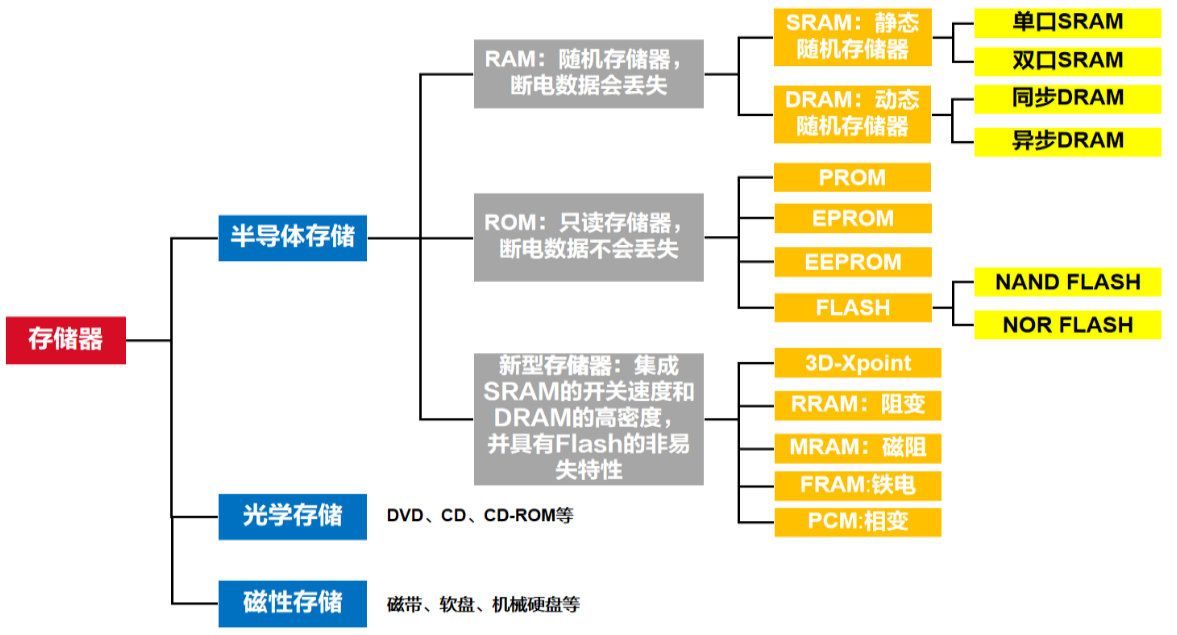 存储器
半导体存储
RAM：随机存储器，
断电数据会丢失
SRAM：静态
随机存储器
单口SRAM
双口SRAM
DRAM：动态
随机存储器
同步DRAM
异步DRAM
ROM：只读存储器，
断电数据不会丢失
PROM
EPROM
EEPROM
FLASH
NAND FLASH
NOR FLASH
新型存储器：集成
SRAM的开关速度和
DRAM的高密度，
并具有Flash的非易
失特性
3D-Xpoint
RRAM：阻变
MRAM：磁阻
FRAM:铁电
PCM:相变
光学存储
DVD、CD、CD-ROM等
磁性存储
磁带、软盘、机械硬盘等